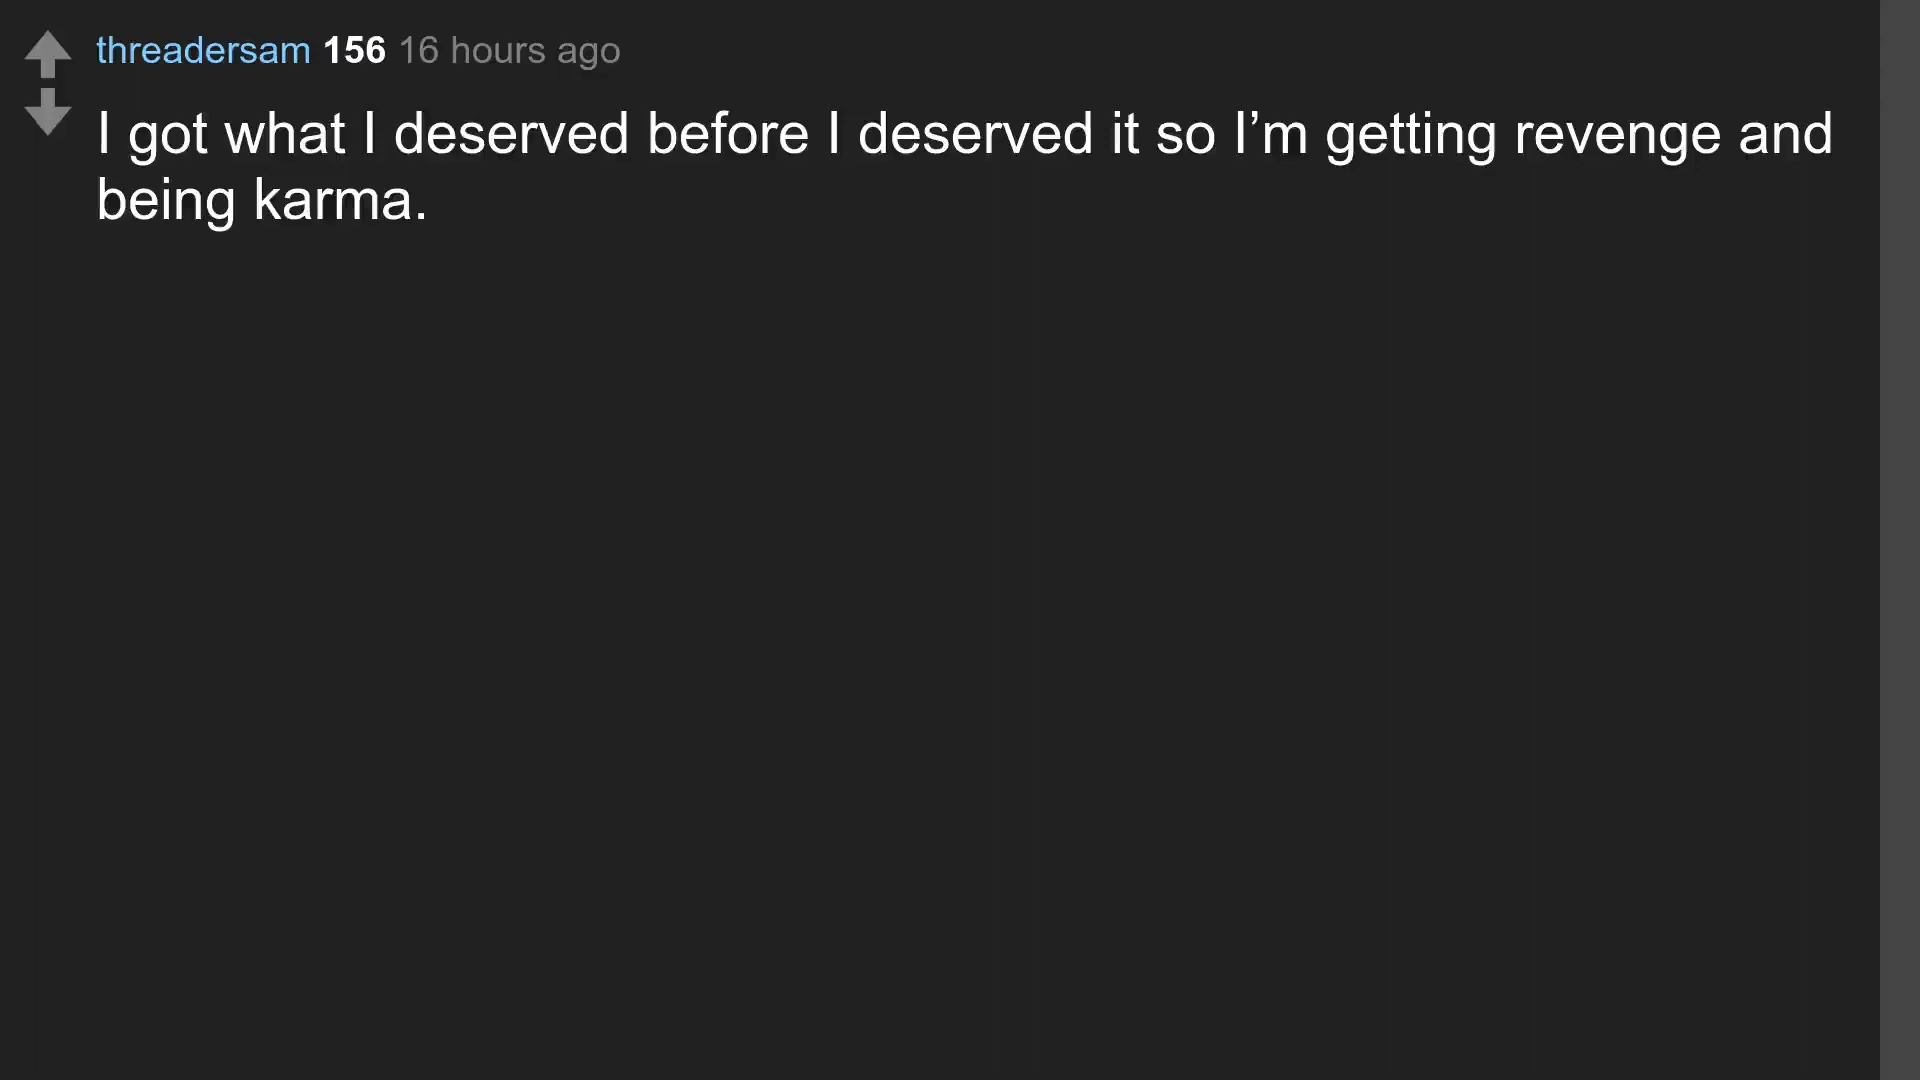 threadersam 156 16 hours ago
I got what I deserved before I deserved it so I’m getting revenge and
being karma.